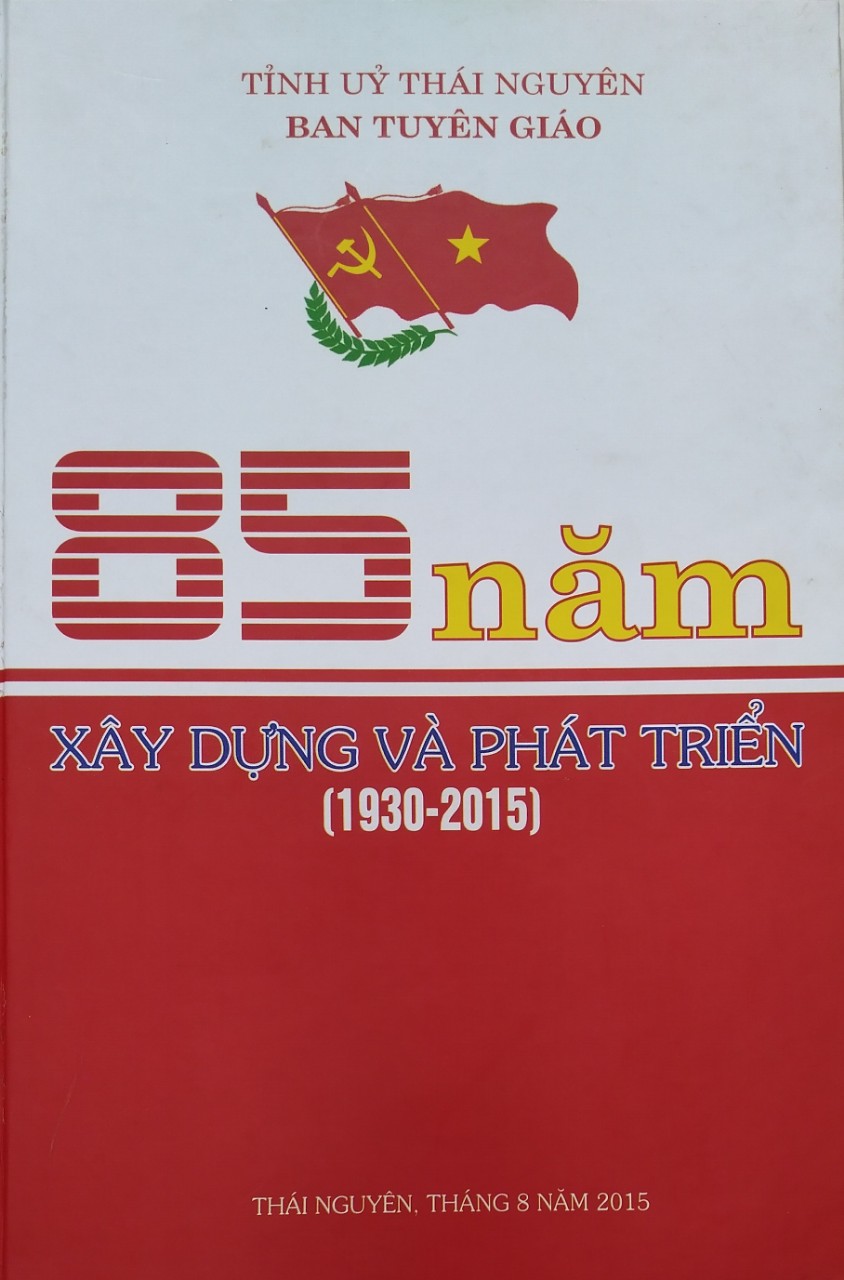 TỈNH UỶ THÁI NGUYÊN
BAN TUYÊN GIÁO
85 năm
XÂY DỰNG VÀ PHÁT TRIỂN
(1930-2015)
THÁI NGUYÊN, THÁNG 8 NĂM 2015